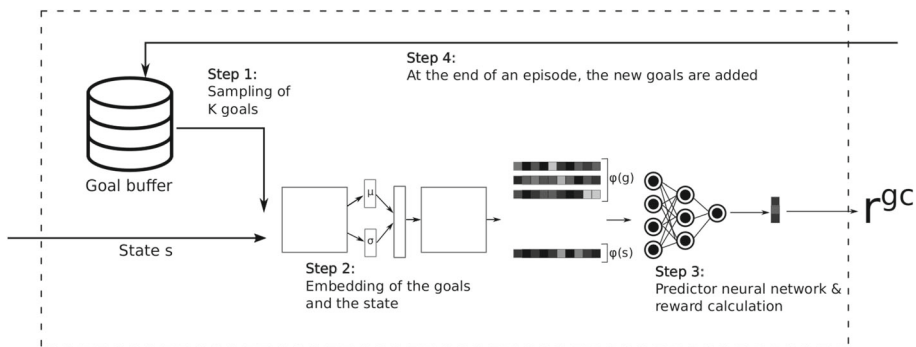 Step 4:
At the end of an episode, the new goals are added
Step 1:
Sampling of
K goals
Goal buffer
State s
μ
σ
Step 2:
Embedding of the goals
and the state
φ(g)
φ(s)
Step 3:
Predictor neural network &
reward calculation
r^gc